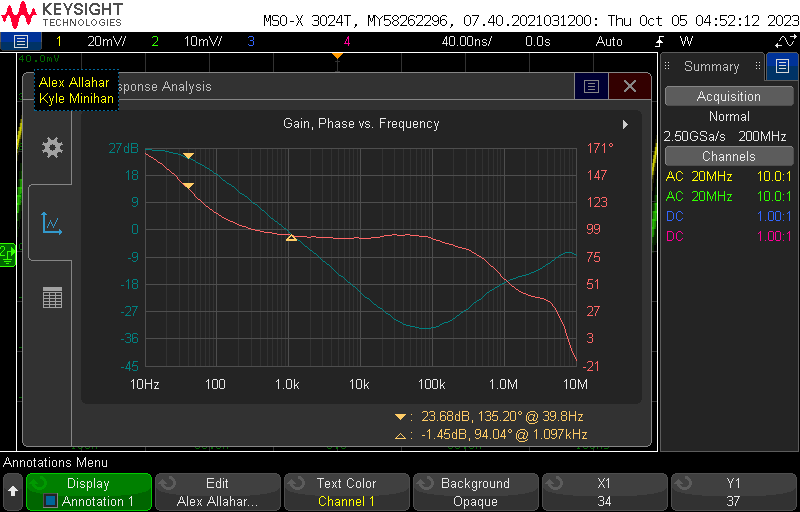 KEYSIGHT
TECHNOLOGIES
MSO-X 3024T, MY58262296, 07.40.2021031200: Thu Oct 05 04:52:12 2023
1 20mV/ 2 10mV/ 3 4 40.00ns/ 0.0s Auto W
40.0mV
Alex Allahar
Kyle Minihan
sponse Analysis
Summary
Acquisition
Normal
2.50GSa/s 200MHz
Channels
AC 20MHz 10.0:1
AC 20MHz 10.0:1
DC 1.00:1
DC 1.00:1
Gain, Phase vs. Frequency
27dB 171°
18 147
9 123
0 99
-9 75
-18 51
-27 27
-36 3
-45 -21
10Hz 100 1.0k 10k 100k 1.0M 10M
2
: 23.68dB, 135.20° @ 39.8Hz
: -1.45dB, 94.04° @ 1.097kHz
Annotations Menu
Display Edit Text Color Background X1 Y1
Annotation 1 Alex Allahar... Channel 1 Opaque 34 37